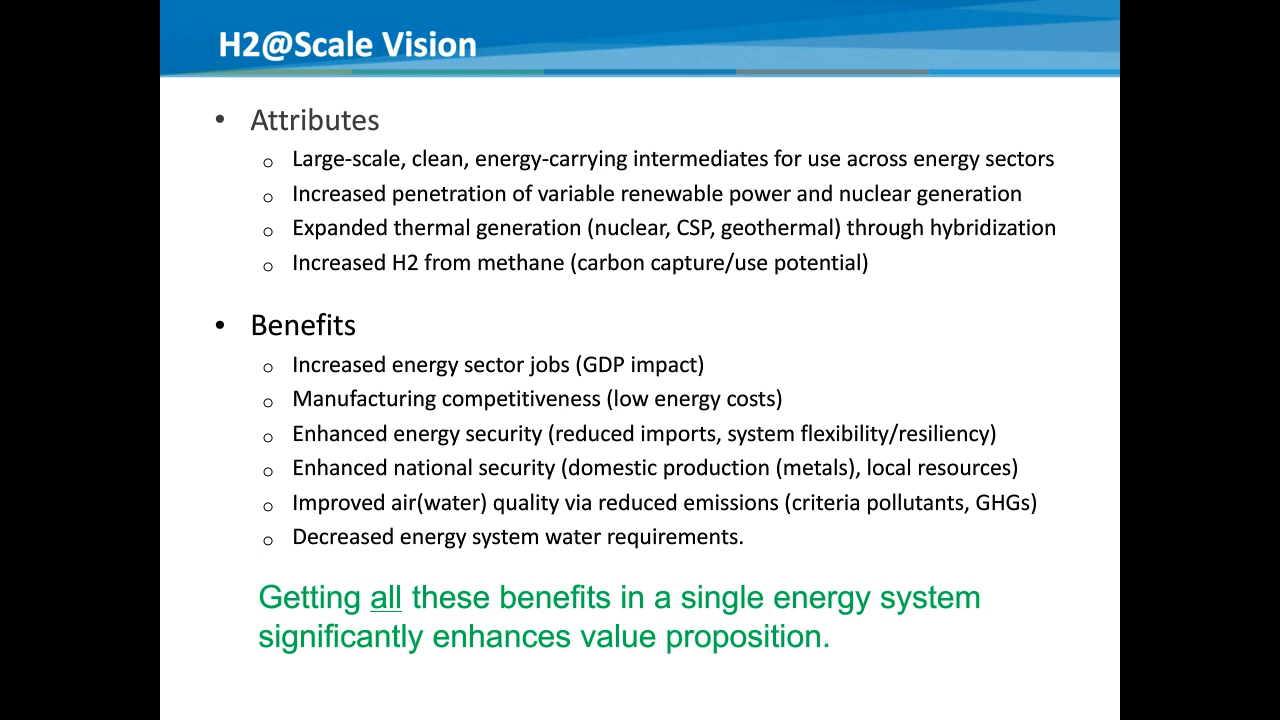 H2@Scale Vision
• Attributes
o Large-scale, clean, energy-carrying intermediates for use across energy sectors
o Increased penetration of variable renewable power and nuclear generation
o Expanded thermal generation (nuclear, CSP, geothermal) through hybridization
o Increased H2 from methane (carbon capture/use potential)
• Benefits
o Increased energy sector jobs (GDP impact)
o Manufacturing competitiveness (low energy costs)
o Enhanced energy security (reduced imports, system flexibility/resiliency)
o Enhanced national security (domestic production (metals), local resources)
o Improved air(water) quality via reduced emissions (criteria pollutants, GHGs)
o Decreased energy system water requirements.
Getting all these benefits in a single energy system
significantly enhances value proposition.